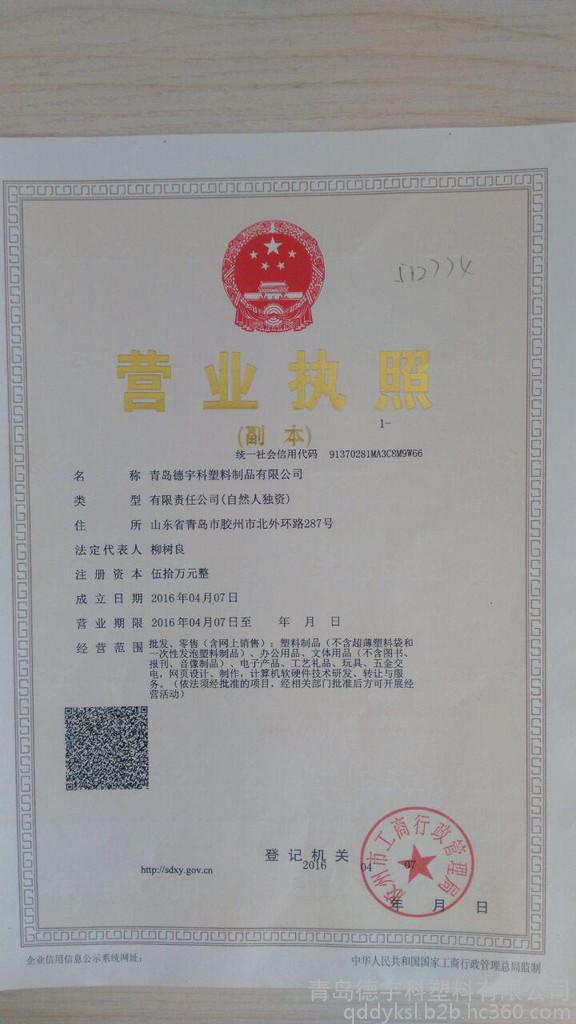 512774
营业执照
(副 本)
1-
统一社会信用代码 91370281MA3C8M9W66
名 称 青岛德宇科塑料制品有限公司
类 型 有限责任公司(自然人独资)
住 所 山东省青岛市胶州市北外环路287号
法定代表人 柳树良
注册资本 伍拾万元整
成立日期 2016年04月07日
营业期限 2016年04月07日至 年 月 日
经营范围 批发、零售（含网上销售）：塑料制品（不含超薄塑料袋和
一次性发泡塑料制品）、办公用品、文体用品（不含图书、
报刊、音像制品）、电子产品、工艺礼品、玩具、五金交
电，网页设计、制作，计算机软硬件技术研发、转让与服
务。（依法须经批准的项目，经相关部门批准后方可开展经
营活动）
胶州市工商行政管理局
登记机关
2016 04 07
年 月 日
http://sdxy.gov.cn
企业信用信息公示系统网址：
中华人民共和国国家工商行政管理总局监制
青岛德宇科塑料有限公司
qddyksl.b2b.hc360.com